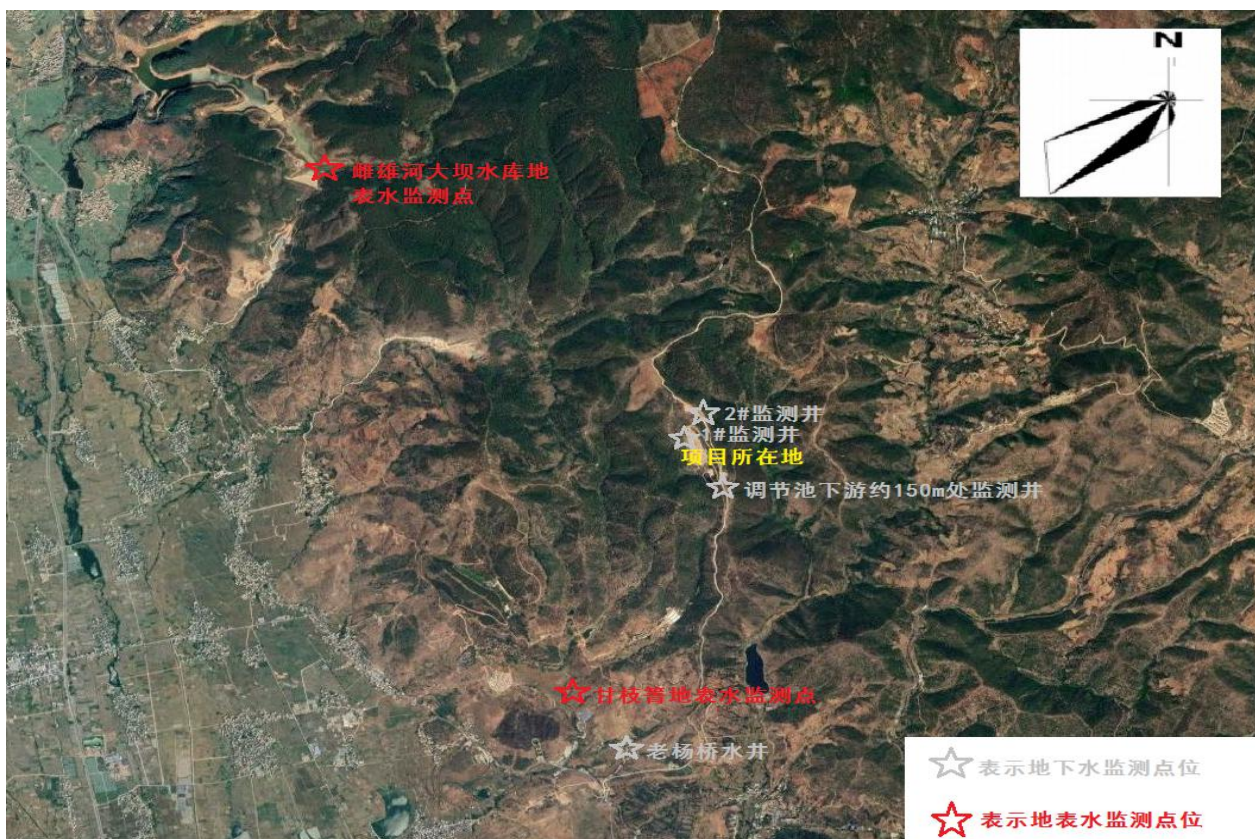 N
雌雄河大坝水库地
表水监测点
2#监测井
1#监测井
项目所在地
调节池下游约150m处监测井
甘枝箐地表水监测点
老杨桥水井
表示地下水监测点位
表示地表水监测点位